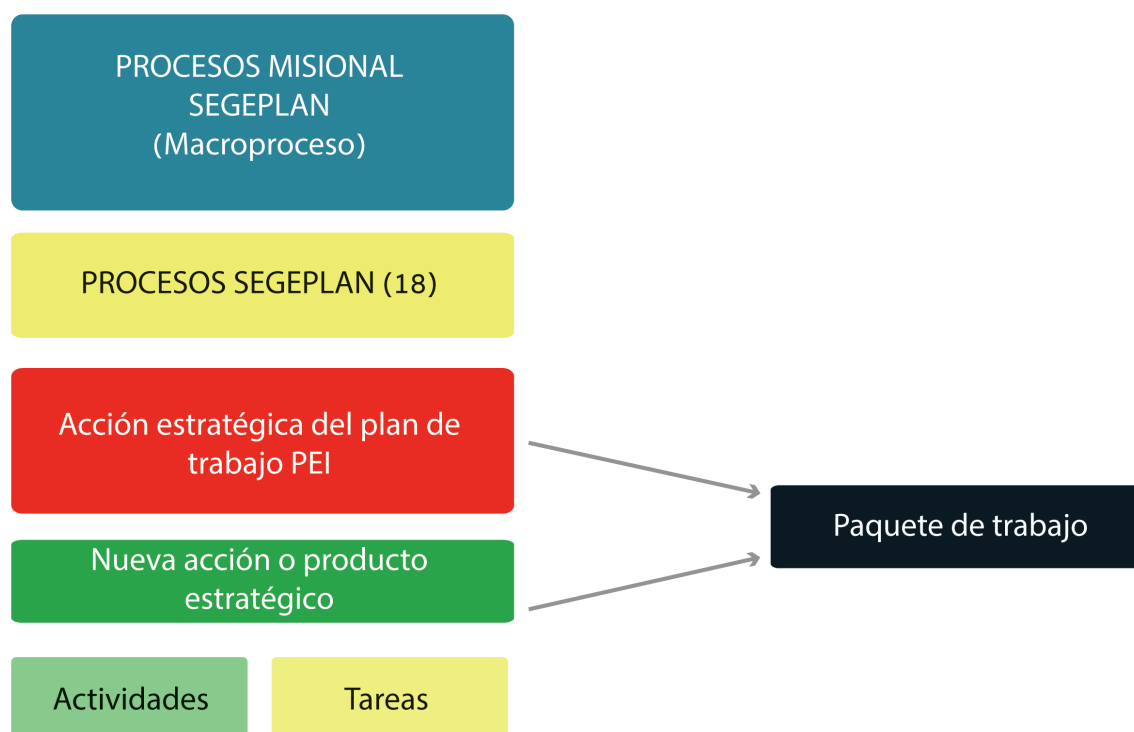 PROCESOS MISIONAL
SEGEPLAN
(Macroproceso)
PROCESOS SEGEPLAN (18)
Acción estratégica del plan de
trabajo PEI
Paquete de trabajo
Nueva acción o producto
estratégico
Actividades
Tareas